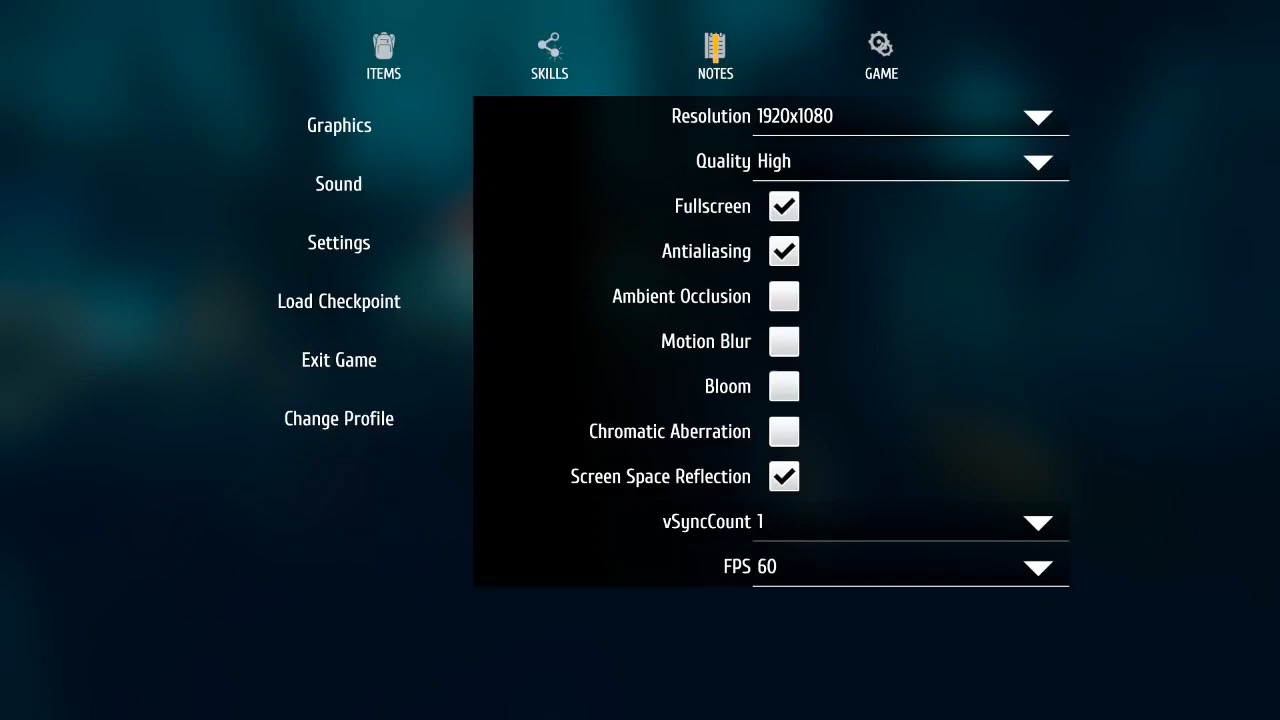 ITEMS
SKILLS
NOTES
GAME
Graphics
Sound
Settings
Load Checkpoint
Exit Game
Change Profile
Resolution 1920x1080
Quality High
Fullscreen
Antialiasing
Ambient Occlusion
Motion Blur
Bloom
Chromatic Aberration
Screen Space Reflection
vSyncCount 1
FPS 60